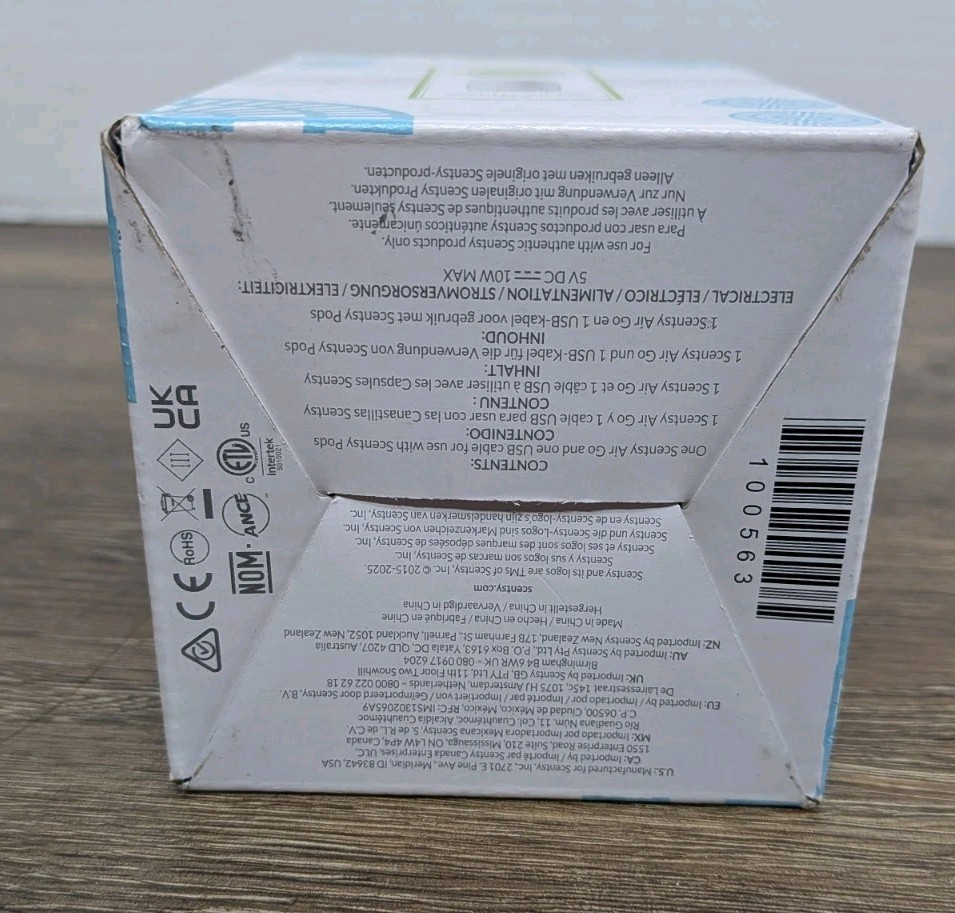 U.S.: Manufactured for Scentsy, Inc., 2701 E. Pine Ave., Meridian, ID 83642, USA
CA: Imported by / Importé par Scentsy Canada Enterprises, ULC,
1550 Enterprise Road, Suite 210, Mississauga, ON L4W 4P4, Canada
MX: Importado por Importadora Mexicana Scentsy, S. de R.L. de C.V.
Río Guadiana Núm. 11, Col. Cuauhtémoc, Alcaldía Cuauhtémoc
C.P. 06500, Ciudad de México, México, RFC: IMS1302065A9
EU: Imported by / Importado por / Importé par / Importiert von / Geïmporteerd door Scentsy, B.V.
De Lairessestraat 145c, 1075 HJ Amsterdam, Netherlands – 0800 022 62 18
UK: Imported by Scentsy GB, PTY Ltd. 11th Floor Two Snowhill
Birmingham B4 6WR UK – 080 0917 0204
AU: Imported by Scentsy Pty Ltd., P.O. Box 6163, Yatala DC, QLD 4207, Australia
NZ: Imported by Scentsy New Zealand, 17B Farnham St., Parnell, Auckland 1052, New Zealand
Made in China / Hecho en China / Fabriqué en Chine
Hergestellt in China / Vervaardigd in China
scentsy.com
Scentsy and its logos are TMs of Scentsy, Inc. © 2015-2025
Scentsy y sus logos son marcas de Scentsy, Inc.
Scentsy et ses logos sont des marques déposées de Scentsy, Inc.
Scentsy und die Scentsy-Logos sind Markenzeichen von Scentsy, Inc.
Scentsy en de Scentsy-logo's zijn handelsmerken van Scentsy, Inc.
CONTENTS:
One Scentsy Air Go and one USB cable for use with Scentsy Pods
CONTENIDO:
1 Scentsy Air Go y 1 cable USB para usar con las Canastillas Scentsy
CONTENU :
1 Scentsy Air Go et 1 câble USB à utiliser avec les Capsules Scentsy
INHALT:
1 Scentsy Air Go und 1 USB-Kabel für die Verwendung von Scentsy Pods
INHOUD:
1 Scentsy Air Go en 1 USB-kabel voor gebruik met Scentsy Pods
ELECTRICAL / ELÉCTRICO / ALIMENTATION / STROMVERSORGUNG / ELEKTRICITEIT:
5V DC 10W MAX
For use with authentic Scentsy products only.
Para usar con productos Scentsy auténticos únicamente.
A utiliser avec les produits authentiques de Scentsy seulement.
Nur zur Verwendung mit originalen Scentsy Produkten.
Alleen gebruiken met originele Scentsy-producten.
100563
CE
RoHS
NOM-ANCE
III
c ETL us
Intertek
UK
CA